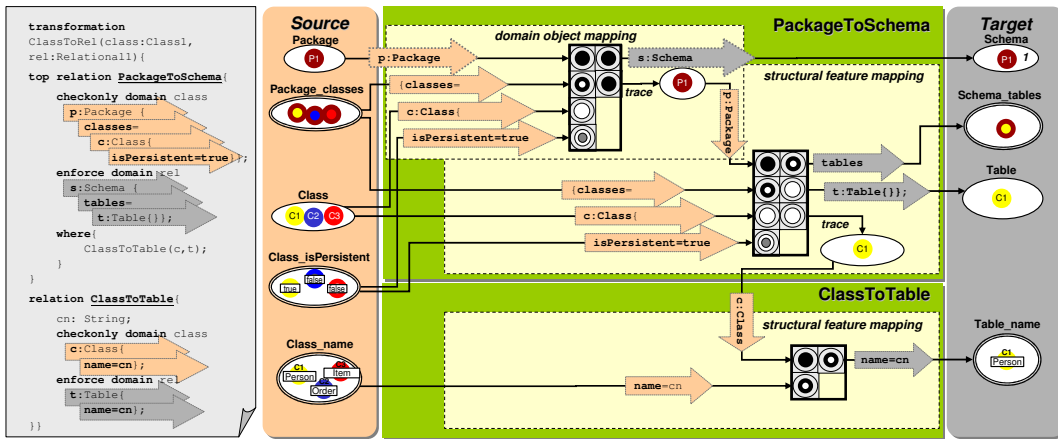 transformation
ClassToRel(class:Class1,
rel:Relational1){
top relation PackageToSchema{
checkonly domain class
p:Package {
classes=
c:Class{
isPersistent=true}};
enforce domain rel
s:Schema {
tables=
t:Table{}};
where{
ClassToTable(c,t);
}
}
relation ClassToTable{
cn: String;
checkonly domain class
c:Class{
name=cn};
enforce domain rel
t:Table{
name=cn};
}}
Source
Package
P1
Package_classes
Class
C1 C2 C3
Class_isPersistent
true false false
Class_name
C1
Person
Order
Item
PackageToSchema
domain object mapping
p:Package
{classes=
c:Class{
isPersistent=true
s:Schema
trace
P1
p:Package
structural feature mapping
{classes=
c:Class{
isPersistent=true
tables
t:Table{}};
trace
C1
ClassToTable
c:Class
structural feature mapping
name=cn
name=cn
Target
Schema
P1 1
Schema_tables
Table
C1
Table_name
C1
Person